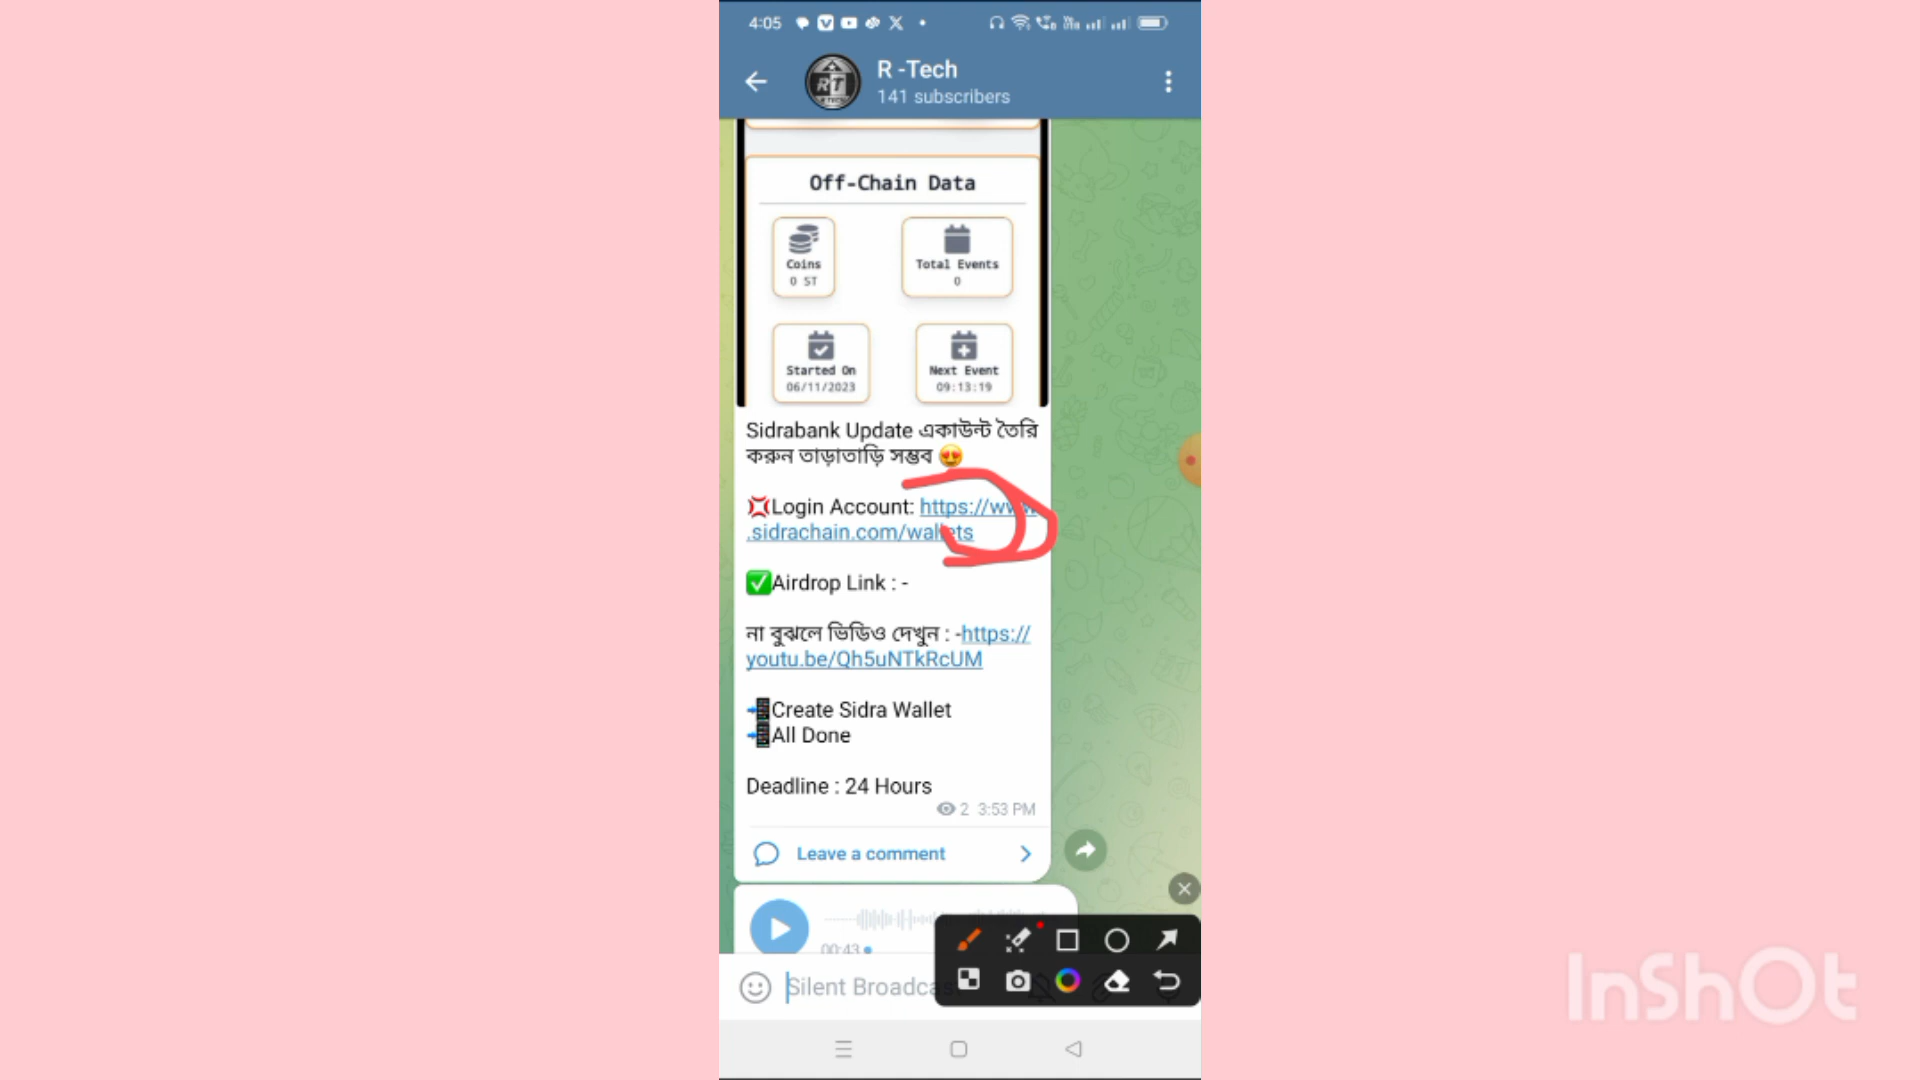 4:05
R -Tech
141 subscribers
Off-Chain Data
Coins
0 ST
Total Events
0
Started On
06/11/2023
Next Event
09:13:19
Sidrabank Update একাউন্ট তৈরি
করুন তাড়াতাড়ি সম্ভব
Login Account: https://www
.sidrachain.com/wallets
Airdrop Link : -
না বুঝলে ভিডিও দেখুন : -https://
youtu.be/Qh5uNTkRcUM
Create Sidra Wallet
All Done
Deadline : 24 Hours
2 3:53 PM
Leave a comment
00:43
Silent Broadca
InShOt